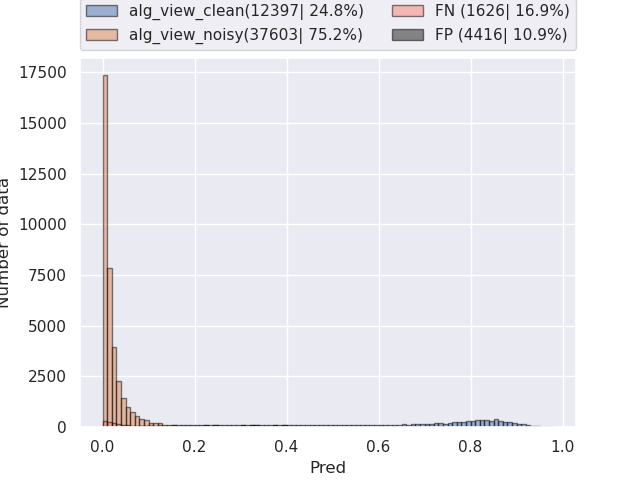 alg_view_clean(12397| 24.8%)
FN (1626| 16.9%)
alg_view_noisy(37603| 75.2%)
FP (4416| 10.9%)
17500
15000
12500
10000
7500
5000
2500
0
Number of data
0.0
0.2
0.4
0.6
0.8
1.0
Pred